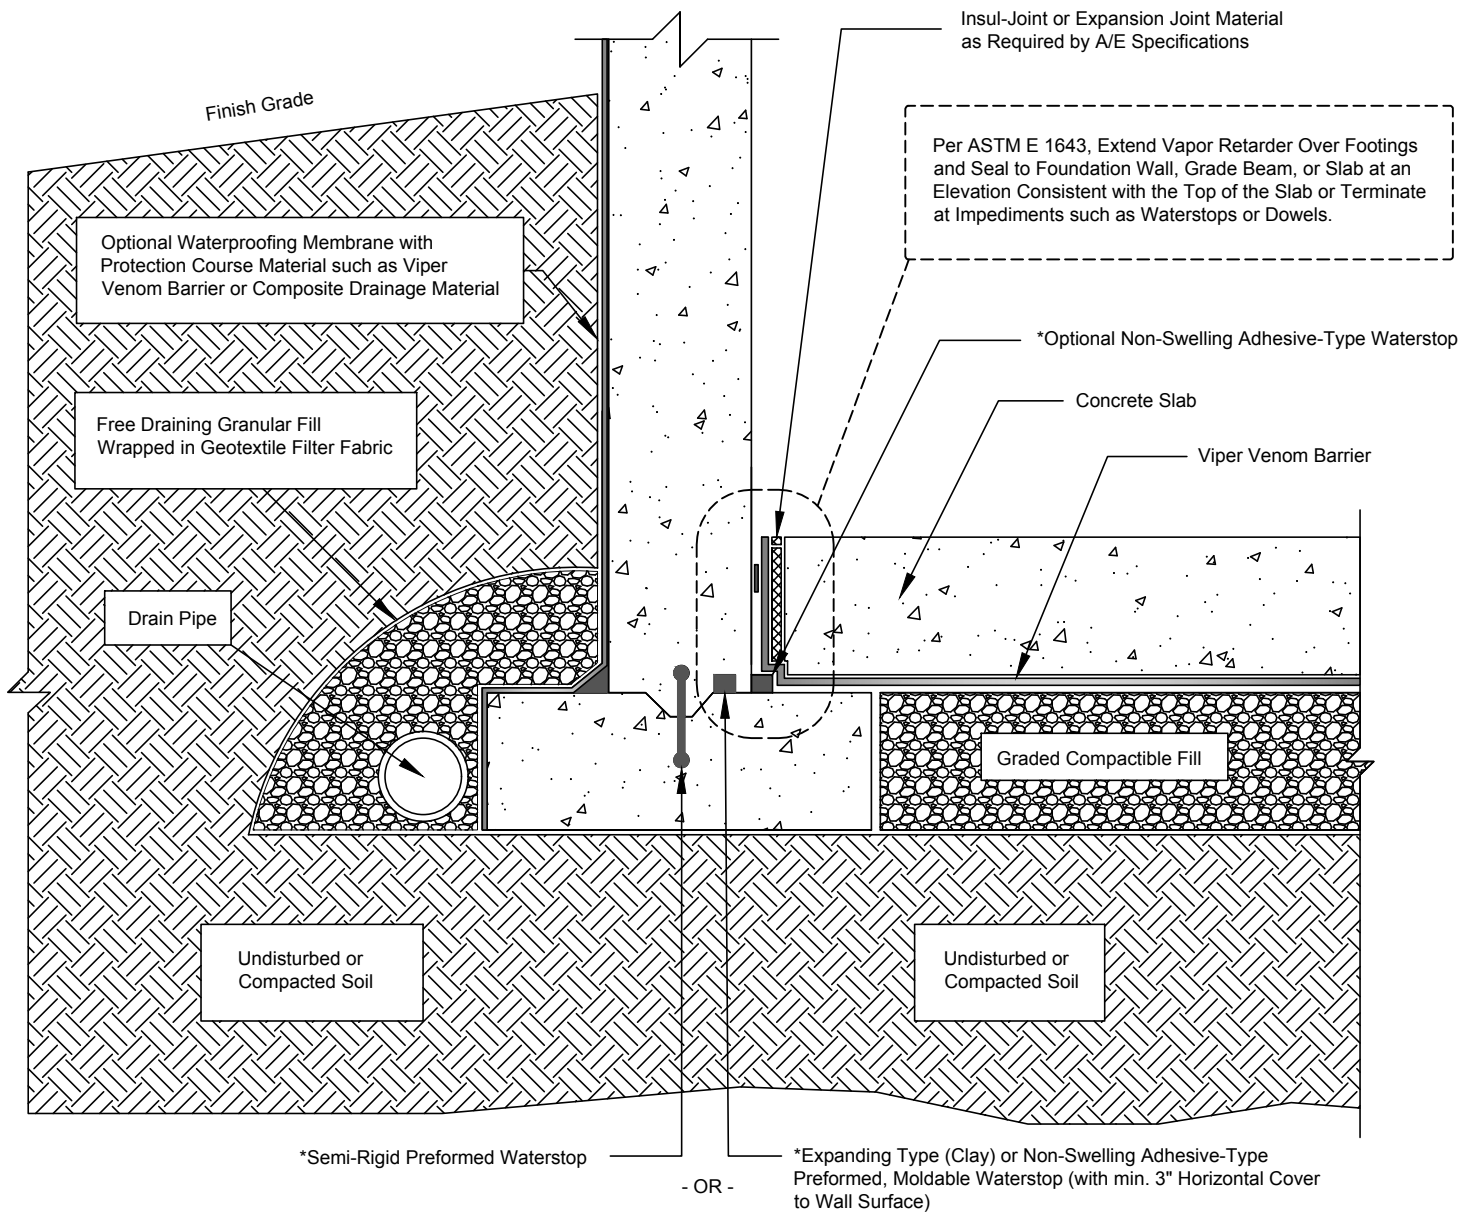 Insul-Joint or Expansion Joint Material
as Required by A/E Specifications
Finish Grade
Per ASTM E 1643, Extend Vapor Retarder Over Footings
and Seal to Foundation Wall, Grade Beam, or Slab at an
Elevation Consistent with the Top of the Slab or Terminate
at Impediments such as Waterstops or Dowels.
Optional Waterproofing Membrane with
Protection Course Material such as Viper
Venom Barrier or Composite Drainage Material
*Optional Non-Swelling Adhesive-Type Waterstop
Concrete Slab
Free Draining Granular Fill
Wrapped in Geotextile Filter Fabric
Viper Venom Barrier
Drain Pipe
Graded Compactible Fill
Undisturbed or
Compacted Soil
Undisturbed or
Compacted Soil
*Semi-Rigid Preformed Waterstop
- OR -
*Expanding Type (Clay) or Non-Swelling Adhesive-Type
Preformed, Moldable Waterstop (with min. 3" Horizontal Cover
to Wall Surface)